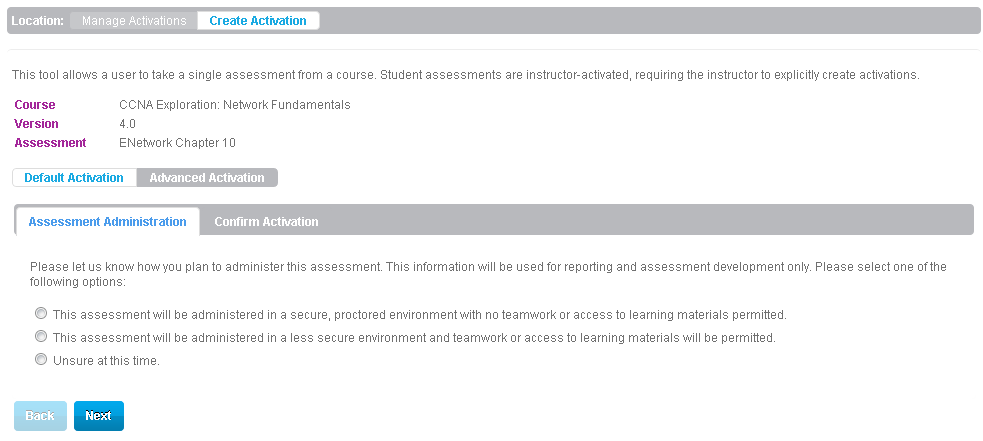 Location: Manage Activations Create Activation
This tool allows a user to take a single assessment from a course. Student assessments are instructor-activated, requiring the instructor to explicitly create activations.
Course CCNA Exploration: Network Fundamentals
Version 4.0
Assessment ENetwork Chapter 10
Default Activation Advanced Activation
Assessment Administration Confirm Activation
Please let us know how you plan to administer this assessment. This information will be used for reporting and assessment development only. Please select one of the
following options:
This assessment will be administered in a secure, proctored environment with no teamwork or access to learning materials permitted.
This assessment will be administered in a less secure environment and teamwork or access to learning materials will be permitted.
Unsure at this time.
Back Next